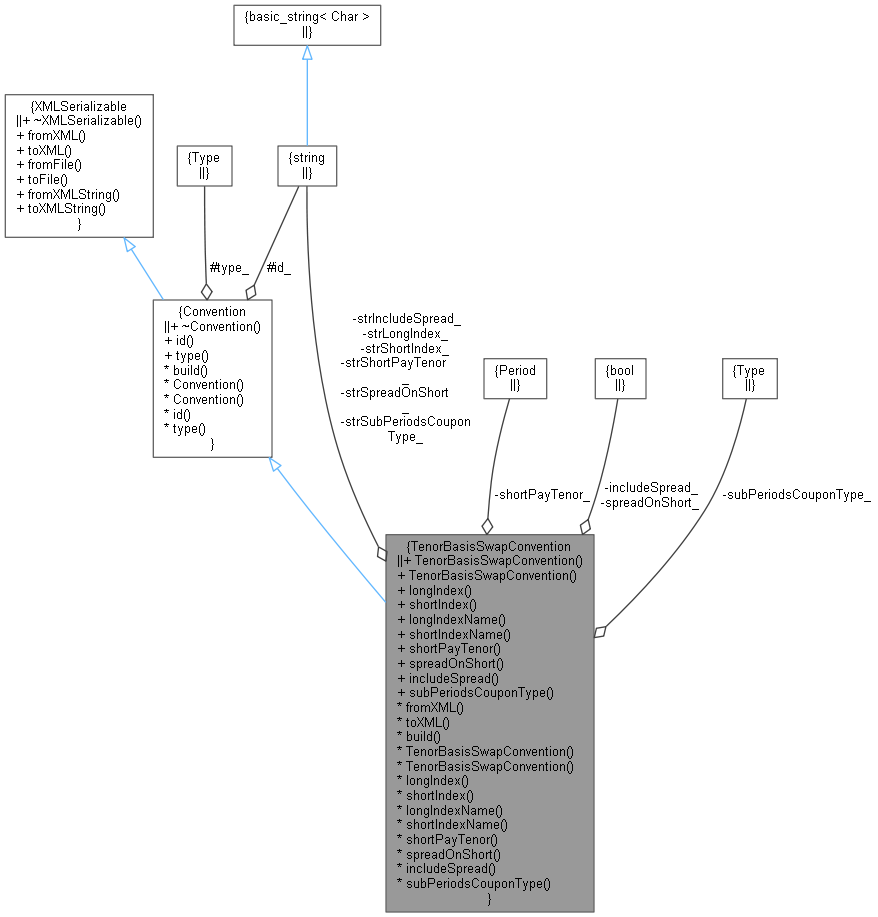 {basic_string< Char >
||}
{XMLSerializable
||+ ~XMLSerializable()
+ fromXML()
+ toXML()
+ fromFile()
+ toFile()
+ fromXMLString()
+ toXMLString()
}
{Type
||}
{string
||}
#type_
#id_
{Convention
||+ ~Convention()
+ id()
+ type()
* build()
* Convention()
* Convention()
* id()
* type()
}
-strIncludeSpread_
-strLongIndex_
-strShortIndex_
-strShortPayTenor
_
-strSpreadOnShort
_
-strSubPeriodsCoupon
Type_
{Period
||}
{bool
||}
{Type
||}
-shortPayTenor_
-includeSpread_
-spreadOnShort_
-subPeriodsCouponType_
{TenorBasisSwapConvention
||+ TenorBasisSwapConvention()
+ TenorBasisSwapConvention()
+ longIndex()
+ shortIndex()
+ longIndexName()
+ shortIndexName()
+ shortPayTenor()
+ spreadOnShort()
+ includeSpread()
+ subPeriodsCouponType()
* fromXML()
* toXML()
* build()
* TenorBasisSwapConvention()
* TenorBasisSwapConvention()
* longIndex()
* shortIndex()
* longIndexName()
* shortIndexName()
* shortPayTenor()
* spreadOnShort()
* includeSpread()
* subPeriodsCouponType()
}